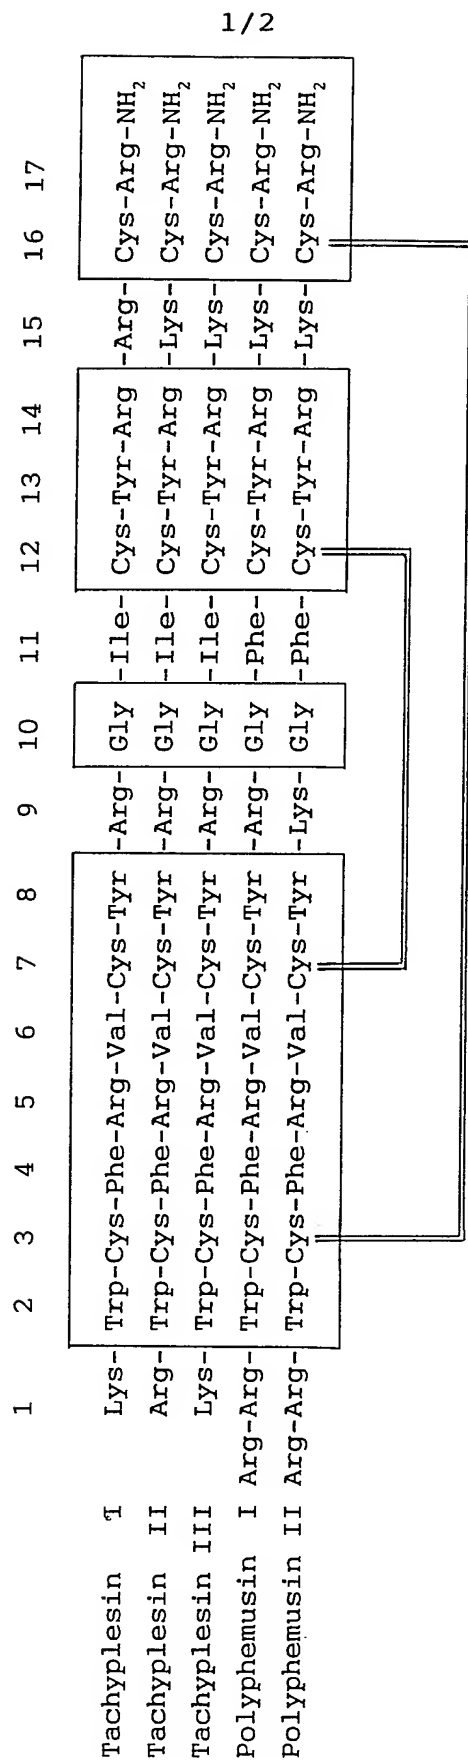 1/2
1 2 3 4 5 6 7 8 9 10 11 12 13 14 15 16 17
Tachyplesin I Lys-Trp-Cys-Phe-Arg-Val-Cys-Tyr-Arg-Gly-Ile-Cys-Tyr-Arg-Arg-Cys-Arg-NH₂
Tachyplesin II Arg-Trp-Cys-Phe-Arg-Val-Cys-Tyr-Arg-Gly-Ile-Cys-Tyr-Arg-Lys-Cys-Arg-NH₂
Tachyplesin III Lys-Trp-Cys-Phe-Arg-Val-Cys-Tyr-Arg-Gly-Ile-Cys-Tyr-Arg-Lys-Cys-Arg-NH₂
Polyphemusin I Arg-Arg-Trp-Cys-Phe-Arg-Val-Cys-Tyr-Arg-Gly-Phe-Cys-Tyr-Arg-Lys-Cys-Arg-NH₂
Polyphemusin II Arg-Arg-Trp-Cys-Phe-Arg-Val-Cys-Tyr-Lys-Gly-Phe-Cys-Tyr-Arg-Lys-Cys-Arg-NH₂